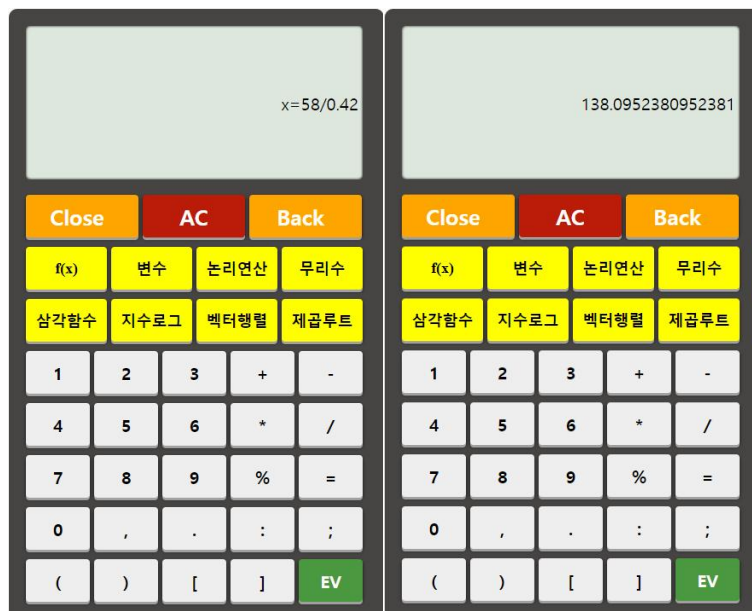 x=58/0.42
Close AC Back
f(x) 변수 논리연산 무리수
삼각함수 지수로그 벡터행렬 제곱루트
1 2 3 + -
4 5 6 * /
7 8 9 % =
0 , . : ;
( ) [ ] EV
138.0952380952381
Close AC Back
f(x) 변수 논리연산 무리수
삼각함수 지수로그 벡터행렬 제곱루트
1 2 3 + -
4 5 6 * /
7 8 9 % =
0 , . : ;
( ) [ ] EV